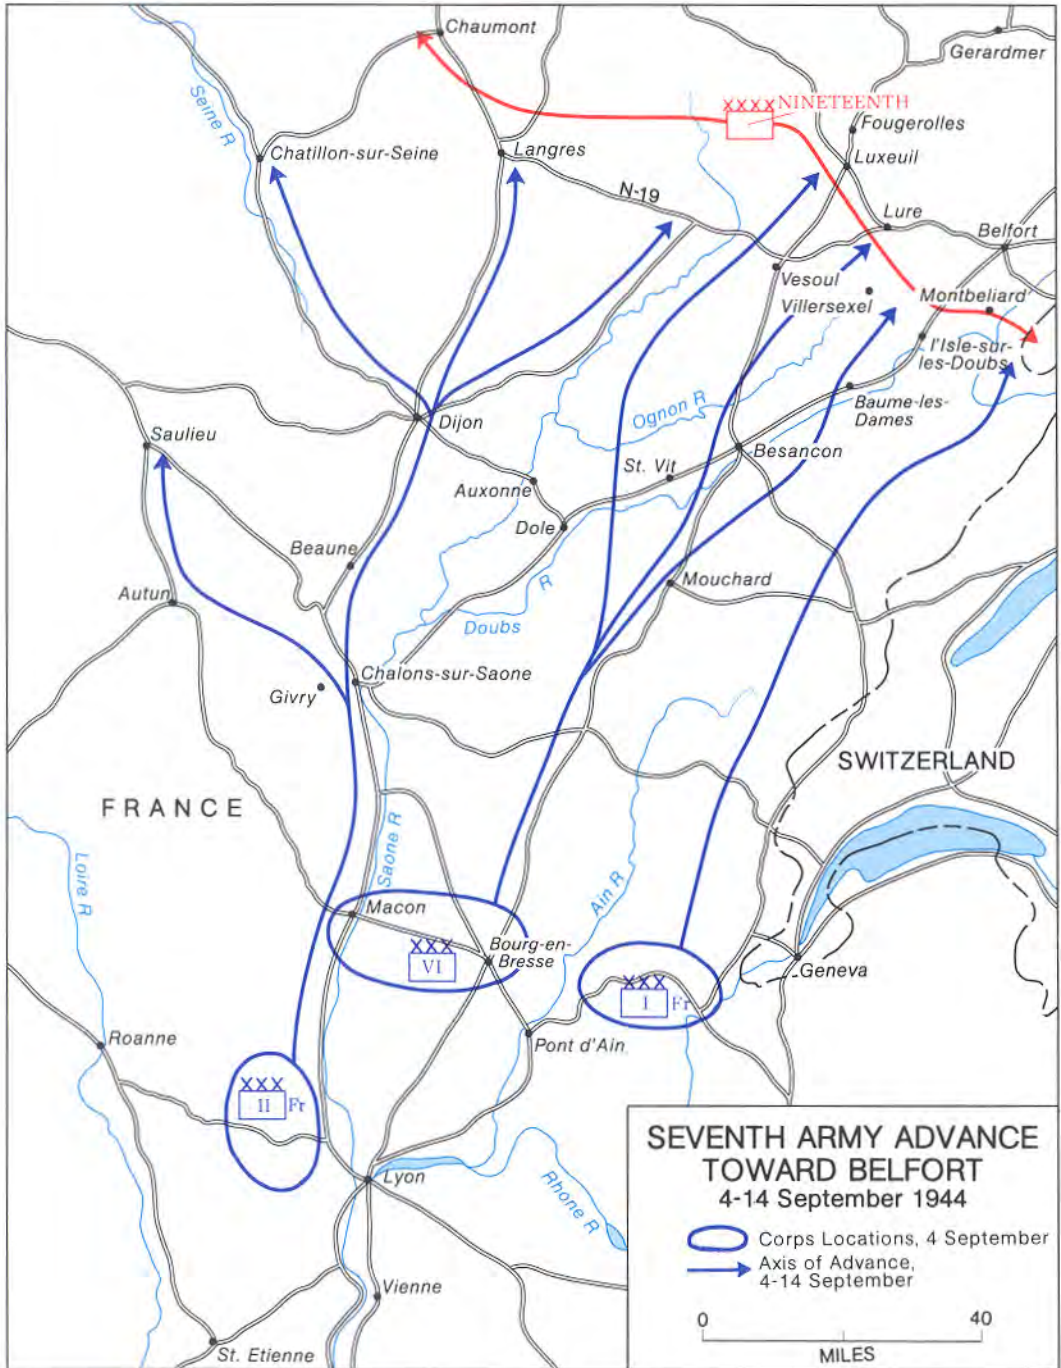 Chaumont
Gerardmer
XXXX NINETEENTH
Seine R
Fougerolles
Chatillon-sur-Seine
Langres
Luxeuil
N-19
Lure
Belfort
Vesoul
Villersexel
Montbeliard
l'Isle-sur-
les-Doubs
Baume-les-
Dames
Ognon R
Dijon
Saulieu
Besancon
St. Vit
Auxonne
Dole
Beaune
Mouchard
R
Autun
Doubs
Chalons-sur-Saone
Givry
SWITZERLAND
FRANCE
Saone R
Loire R
Ain R
Macon
XXX
VI
Bourg-en-
Bresse
Geneva
XXX
I Fr
Roanne
Pont d'Ain
XXX
II Fr
Lyon
Rhone R
Vienne
St. Etienne
SEVENTH ARMY ADVANCE
TOWARD BELFORT
4-14 September 1944
Corps Locations, 4 September
Axis of Advance,
4-14 September
0 40
MILES